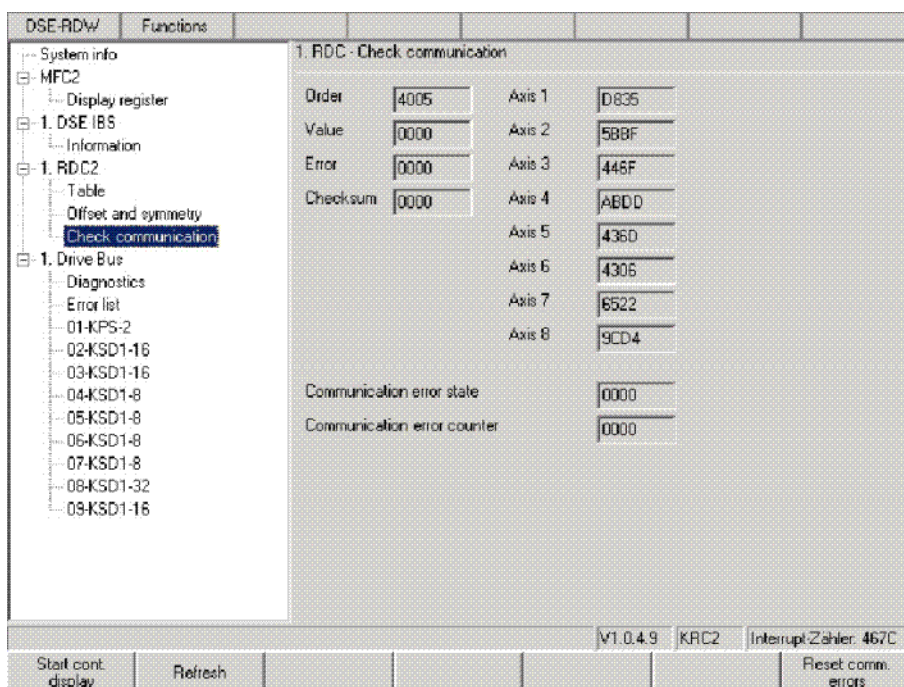 DSE-RDW Functions
System info
MFC2
Display register
1. DSE IBS
Information
1. RDC2
Table
Offset and symmetry
Check communication
1. Drive Bus
Diagnostics
Error list
01-KPS-2
02-KSD1-16
03-KSD1-16
04-KSD1-8
05-KSD1-8
06-KSD1-8
07-KSD1-8
08-KSD1-32
09-KSD1-16
1. RDC - Check communication
Order 4005 Axis 1 D835
Value 0000 Axis 2 5BBF
Error 0000 Axis 3 446F
Checksum 0000 Axis 4 ABDD
Axis 5 436D
Axis 6 4306
Axis 7 6522
Axis 8 9CD4
Communication error state 0000
Communication error counter 0000
V1.0.4.9 KRC2 Interrupt-Zähler: 467C
Start cont. display
Refresh
Reset comm. errors